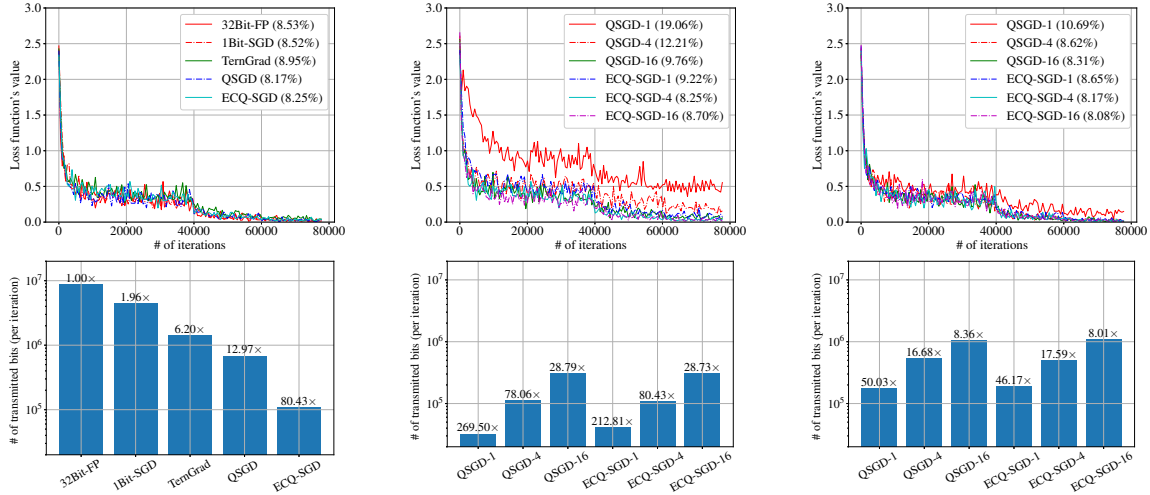 3.0
2.5
2.0
1.5
1.0
0.5
0.0
Loss function's value
0
20000
40000
60000
80000
# of iterations
32Bit-FP (8.53%)
1Bit-SGD (8.52%)
TernGrad (8.95%)
QSGD (8.17%)
ECQ-SGD (8.25%)
3.0
2.5
2.0
1.5
1.0
0.5
0.0
Loss function's value
0
20000
40000
60000
80000
# of iterations
QSGD-1 (19.06%)
QSGD-4 (12.21%)
QSGD-16 (9.76%)
ECQ-SGD-1 (9.22%)
ECQ-SGD-4 (8.25%)
ECQ-SGD-16 (8.70%)
3.0
2.5
2.0
1.5
1.0
0.5
0.0
Loss function's value
0
20000
40000
60000
80000
# of iterations
QSGD-1 (10.69%)
QSGD-4 (8.62%)
QSGD-16 (8.31%)
ECQ-SGD-1 (8.65%)
ECQ-SGD-4 (8.17%)
ECQ-SGD-16 (8.08%)
# of transmitted bits (per iteration)
10⁷
10⁶
10⁵
1.00×
1.96×
6.20×
12.97×
80.43×
32Bit-FP
1Bit-SGD
TernGrad
QSGD
ECQ-SGD
# of transmitted bits (per iteration)
10⁷
10⁶
10⁵
269.50×
78.06×
28.79×
212.81×
80.43×
28.73×
QSGD-1
QSGD-4
QSGD-16
ECQ-SGD-1
ECQ-SGD-4
ECQ-SGD-16
# of transmitted bits (per iteration)
10⁷
10⁶
10⁵
50.03×
16.68×
8.36×
46.17×
17.59×
8.01×
QSGD-1
QSGD-4
QSGD-16
ECQ-SGD-1
ECQ-SGD-4
ECQ-SGD-16